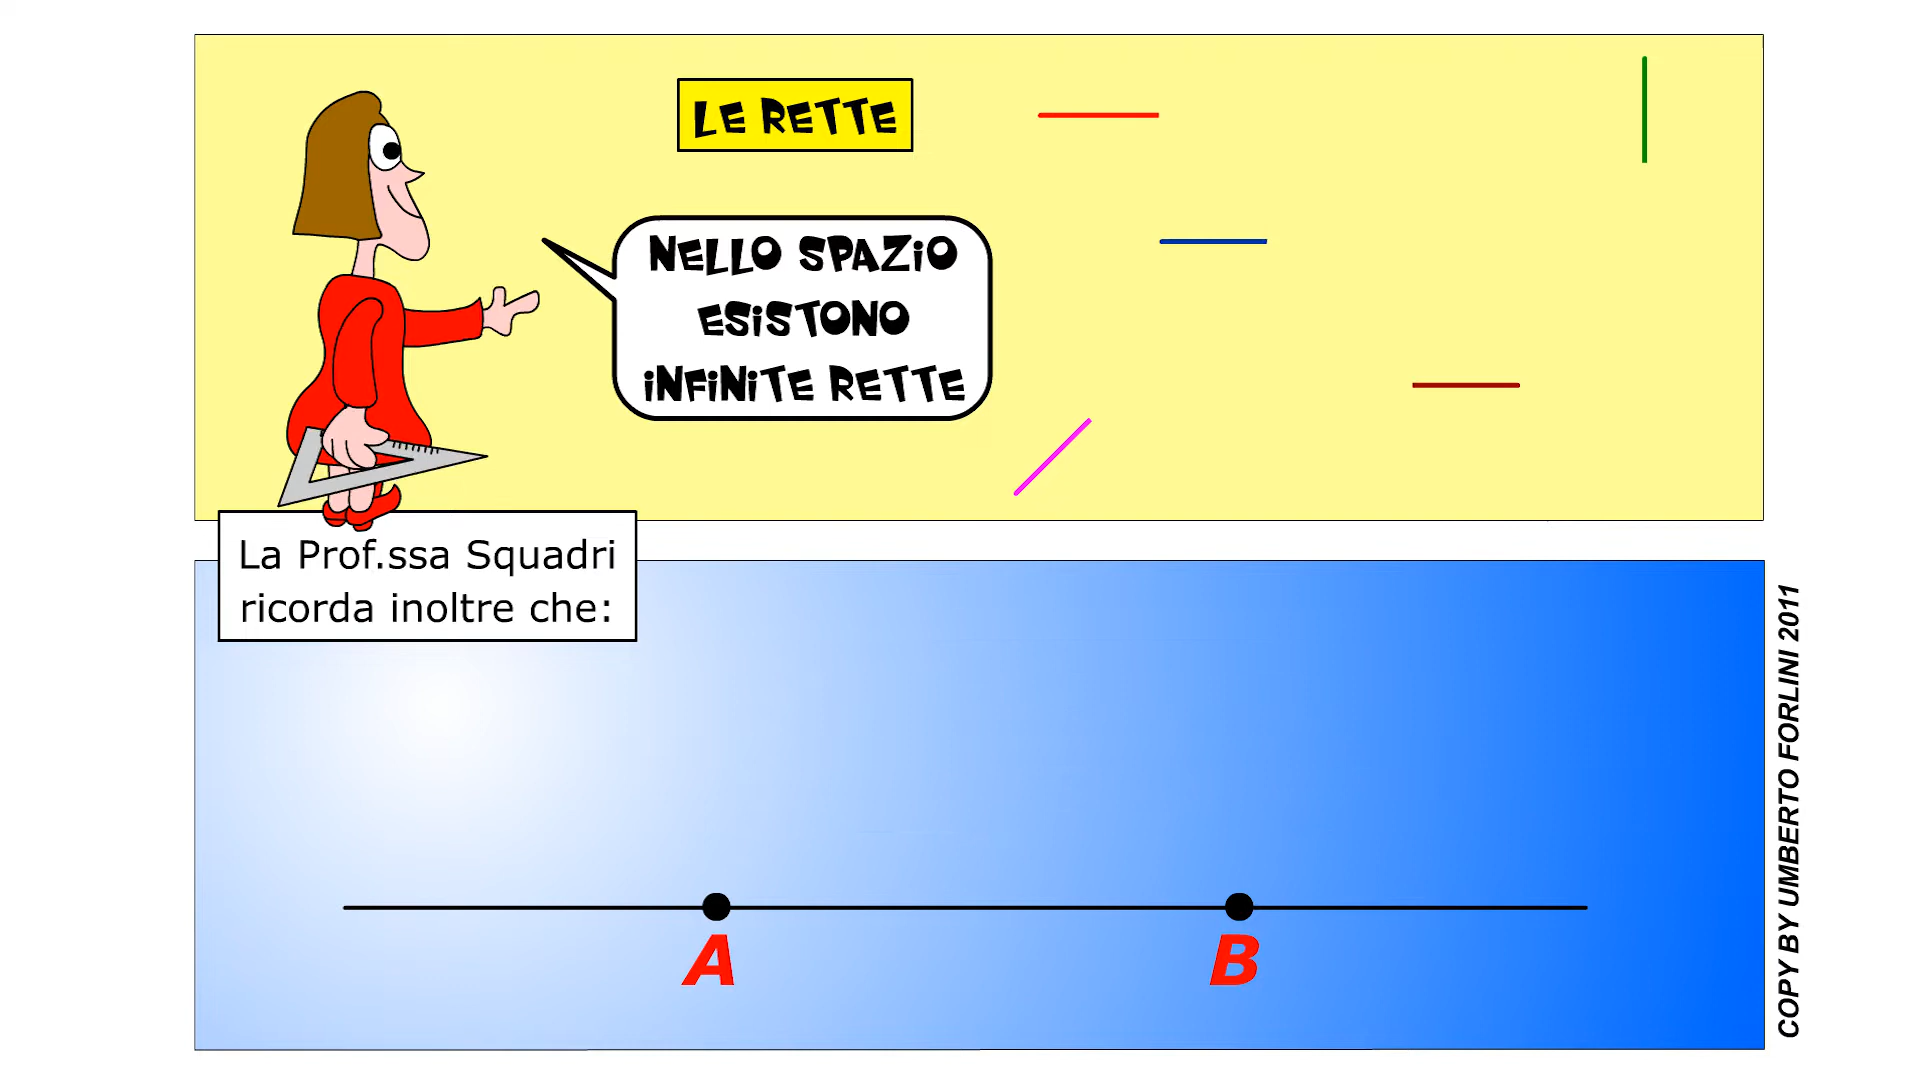 LE RETTE
NELLO SPAZIO
ESISTONO
INFINITE RETTE
La Prof.ssa Squadri
ricorda inoltre che:
A
B
COPY BY UMBERTO FORLINI 2011